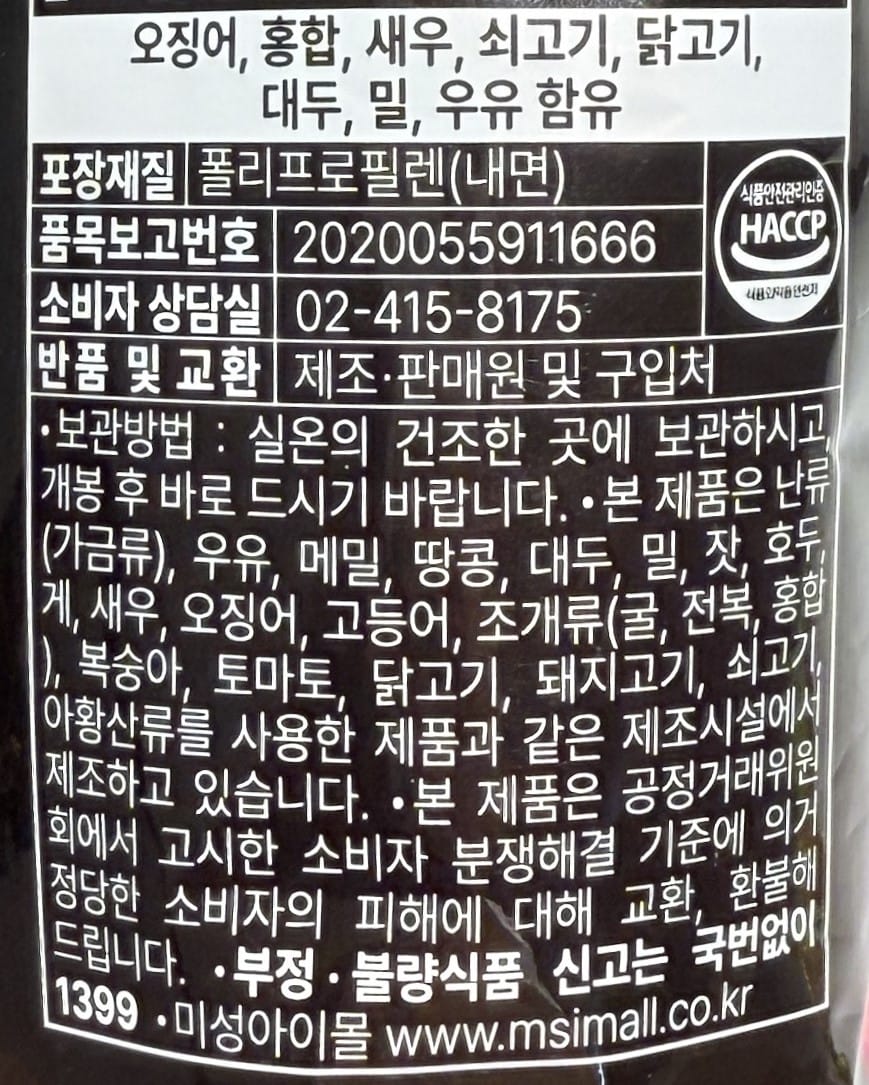 오징어, 홍합, 새우, 쇠고기, 닭고기,
대두, 밀, 우유 함유
포장재질 폴리프로필렌(내면)
식품안전관리인증
HACCP
품목보고번호 2020055911666
소비자 상담실 02-415-8175
반품 및 교환 제조·판매원 및 구입처
•보관방법 : 실온의 건조한 곳에 보관하시고,
개봉 후 바로 드시기 바랍니다. •본 제품은 난류
(가금류), 우유, 메밀, 땅콩, 대두, 밀, 잣, 호두,
게, 새우, 오징어, 고등어, 조개류(굴, 전복, 홍합
), 복숭아, 토마토, 닭고기, 돼지고기, 쇠고기,
아황산류를 사용한 제품과 같은 제조시설에서
제조하고 있습니다. •본 제품은 공정거래위원
회에서 고시한 소비자 분쟁해결 기준에 의거
정당한 소비자의 피해에 대해 교환, 환불해
드립니다. •부정·불량식품 신고는 국번없이
1399 •미성아이몰 www.msimall.co.kr